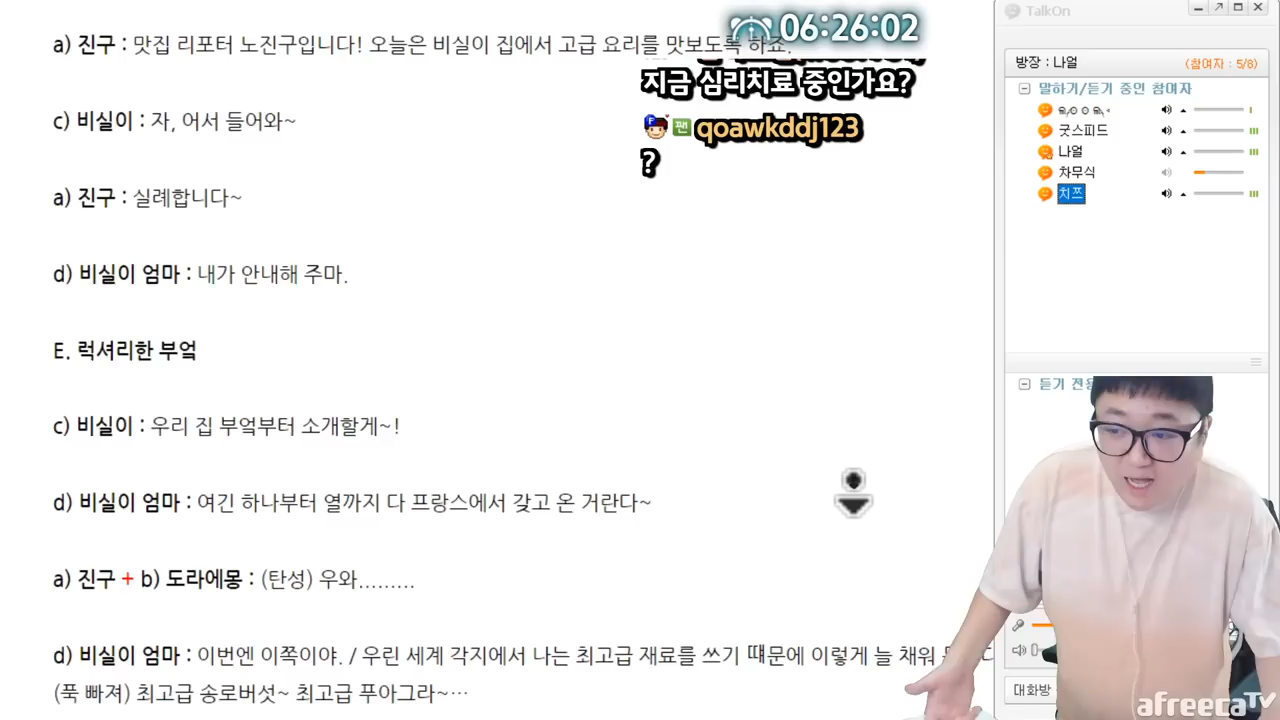 06:26:02
a) 진구 : 맛집 리포터 노진구입니다! 오늘은 비실이 집에서 고급 요리를 맛보도록 하죠.
지금 심리치료 중인가요?
qoawkddj123
?
c) 비실이 : 자, 어서 들어와~
a) 진구 : 실례합니다~
d) 비실이 엄마 : 내가 안내해 주마.
E. 럭셔리한 부엌
c) 비실이 : 우리 집 부엌부터 소개할게~!
d) 비실이 엄마 : 여긴 하나부터 열까지 다 프랑스에서 갖고 온 거란다~
a) 진구 + b) 도라에몽 : (탄성) 우와………
d) 비실이 엄마 : 이번엔 이쪽이야. / 우린 세계 각지에서 나는 최고급 재료를 쓰기 떄문에 이렇게 늘 채워
(푹 빠져) 최고급 송로버섯~ 최고급 푸아그라~…
TalkOn
방장 : 나얼
(참여자 : 5/8)
말하기/듣기 중인 참여자
굿스피드
나얼
차무식
치쯔
듣기 전용
대화방
afreecaTV